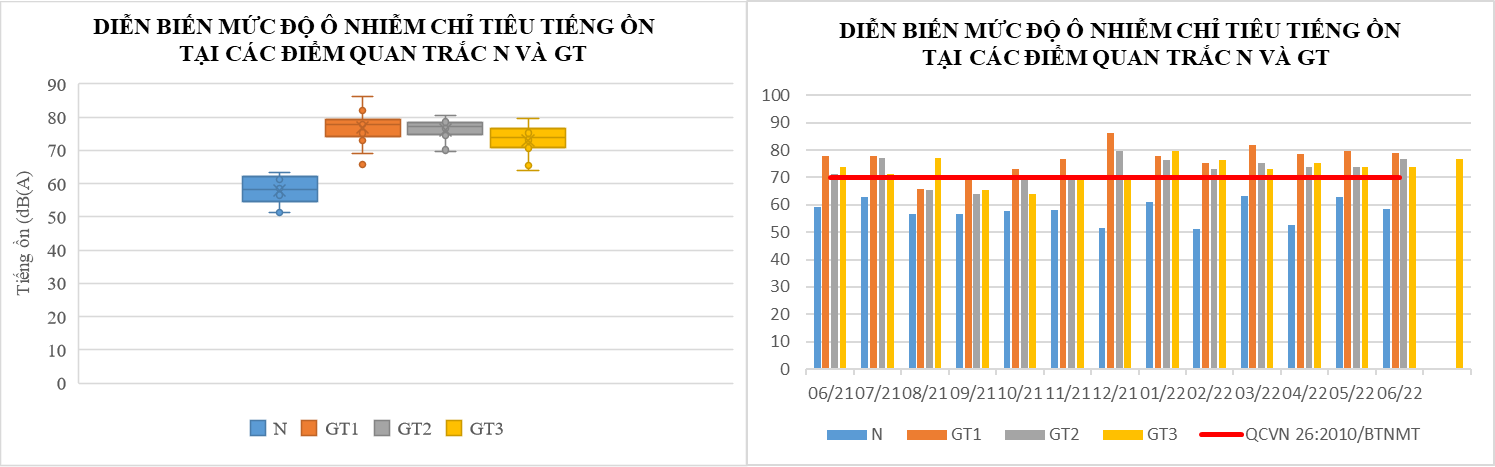 DIỄN BIẾN MỨC ĐỘ Ô NHIỄM CHỈ TIÊU TIẾNG ỒN
TẠI CÁC ĐIỂM QUAN TRẮC N VÀ GT
90
80
70
60
50
40
30
20
10
0
Tiếng ồn (dB(A)
N GT1 GT2 GT3
DIỄN BIẾN MỨC ĐỘ Ô NHIỄM CHỈ TIÊU TIẾNG ỒN
TẠI CÁC ĐIỂM QUAN TRẮC N VÀ GT
100
90
80
70
60
50
40
30
20
10
0
06/21 07/21 08/21 09/21 10/21 11/21 12/21 01/22 02/22 03/22 04/22 05/22 06/22
N GT1 GT2 GT3 QCVN 26:2010/BTNMT